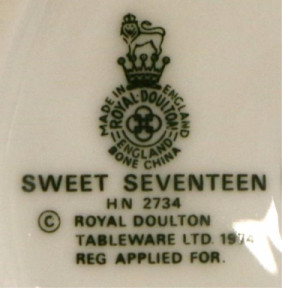 MADE IN ENGLAND
ROYAL·DOULTON
ENGLAND
BONE CHINA
SWEET SEVENTEEN
H.N 2734
© ROYAL DOULTON
TABLEWARE LTD. 1974
REG APPLIED FOR.